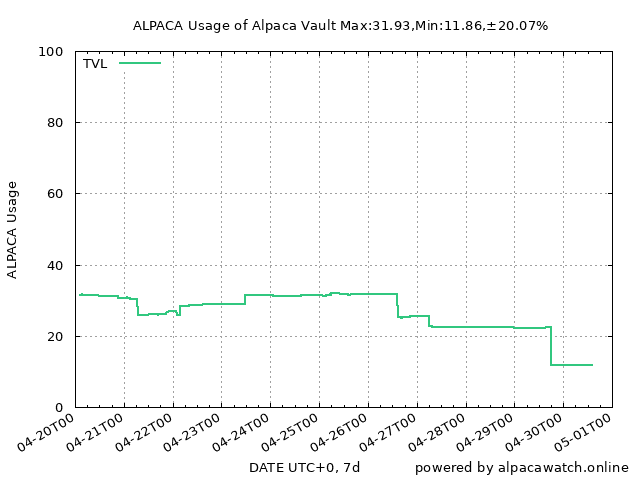 ALPACA Usage of Alpaca Vault Max:31.93,Min:11.86,±20.07%
100
TVL
80
60
40
20
0
ALPACA Usage
04-20T00
04-21T00
04-22T00
04-23T00
04-24T00
04-25T00
04-26T00
04-27T00
04-28T00
04-29T00
04-30T00
05-01T00
DATE UTC+0, 7d
powered by alpacawatch.online